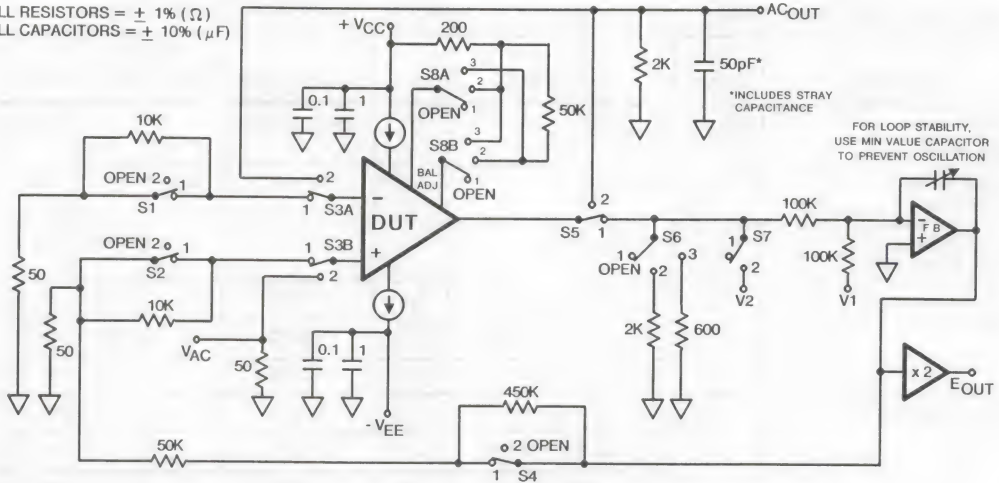 LL RESISTORS = ± 1% (Ω)
LL CAPACITORS = ± 10% (μF)
+ VCC
200
ACOUT
2K
50pF*
*INCLUDES STRAY
CAPACITANCE
S8A
3
2
1
OPEN
50K
S8B
3
2
1
OPEN
0.1
1
BAL
ADJ
FOR LOOP STABILITY,
USE MIN VALUE CAPACITOR
TO PREVENT OSCILLATION
10K
OPEN 2
1
S1
2
1
S3A
−
DUT
+
OPEN 2
1
S2
1
S3B
2
10K
50
50
VAC
50
0.1
1
- VEE
2
S5
1
S6
1
OPEN
2
3
S7
1
2
V2
2K
600
100K
100K
V1
−
+
FB
x 2
EOUT
450K
50K
2 OPEN
1
S4